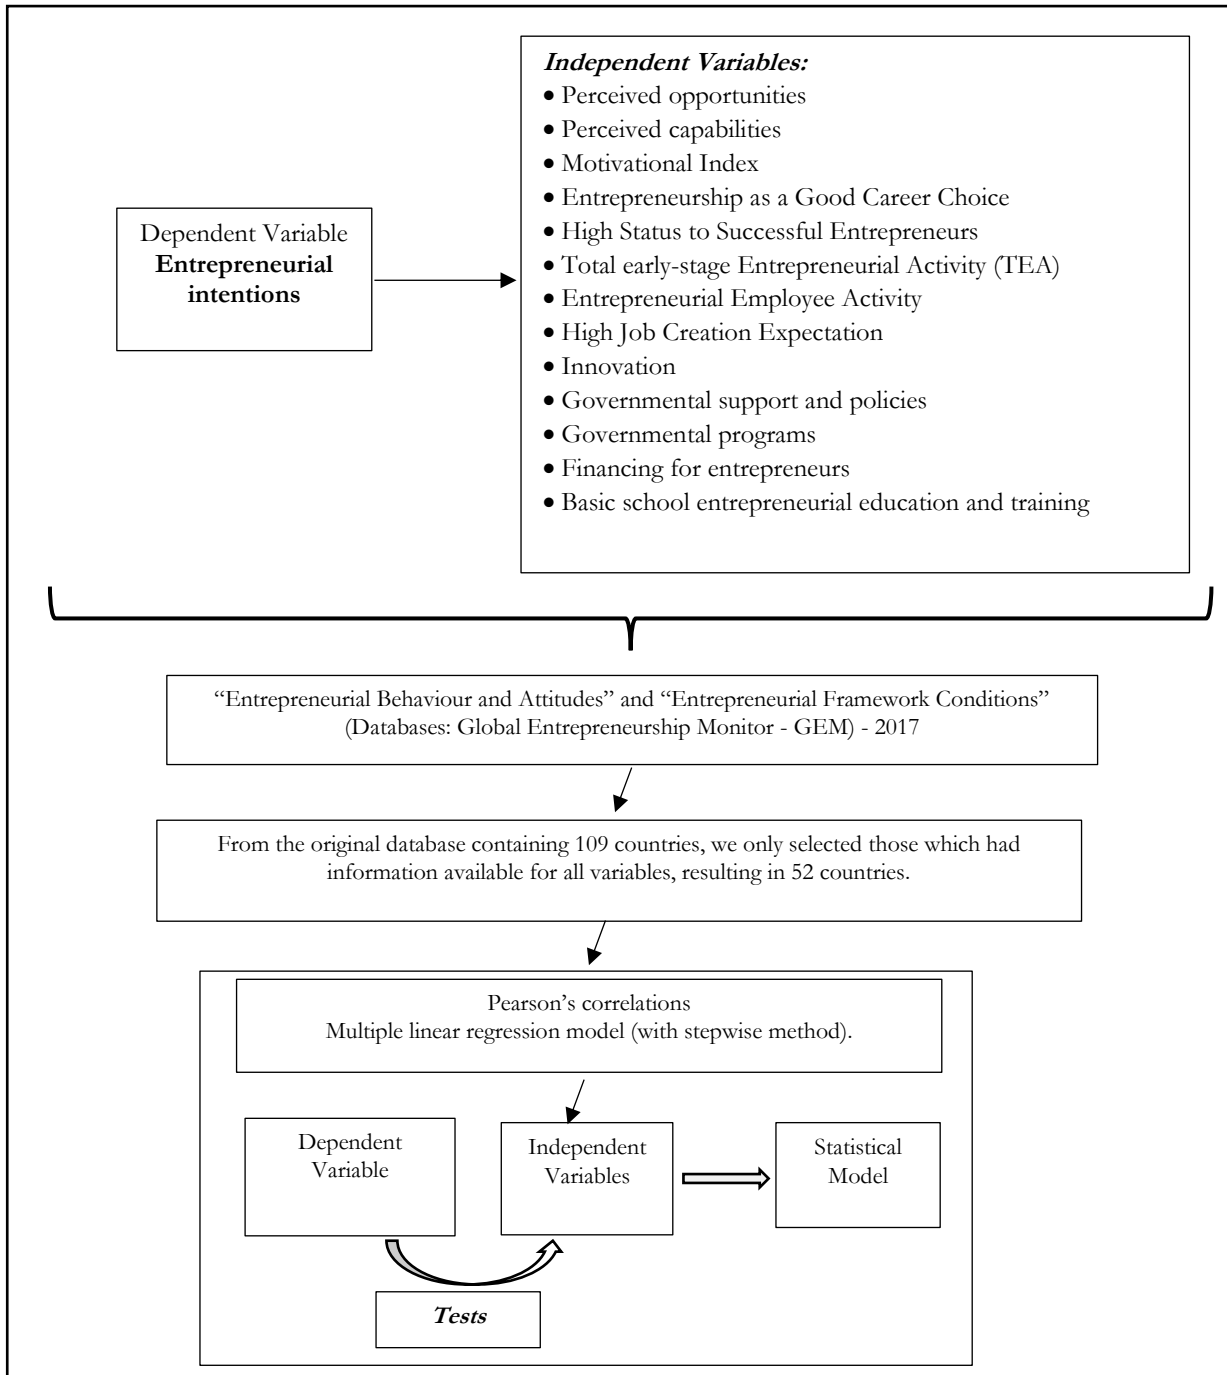 Dependent Variable
Entrepreneurial
intentions
Independent Variables:
• Perceived opportunities
• Perceived capabilities
• Motivational Index
• Entrepreneurship as a Good Career Choice
• High Status to Successful Entrepreneurs
• Total early-stage Entrepreneurial Activity (TEA)
• Entrepreneurial Employee Activity
• High Job Creation Expectation
• Innovation
• Governmental support and policies
• Governmental programs
• Financing for entrepreneurs
• Basic school entrepreneurial education and training
“Entrepreneurial Behaviour and Attitudes” and “Entrepreneurial Framework Conditions”
(Databases: Global Entrepreneurship Monitor - GEM) - 2017
From the original database containing 109 countries, we only selected those which had
information available for all variables, resulting in 52 countries.
Pearson’s correlations
Multiple linear regression model (with stepwise method).
Dependent
Variable
Independent
Variables
Statistical
Model
Tests